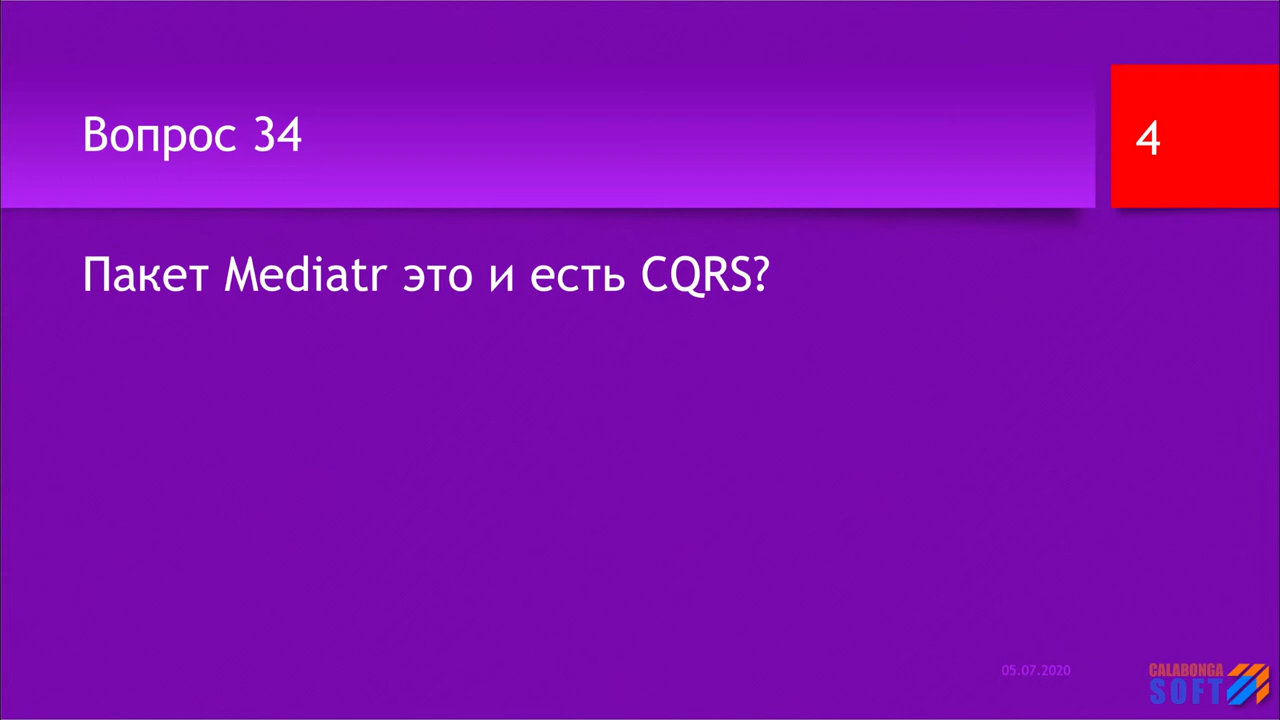 Вопрос 34
4
Пакет Mediatr это и есть CQRS?
05.07.2020
CALABONGA
SOFT